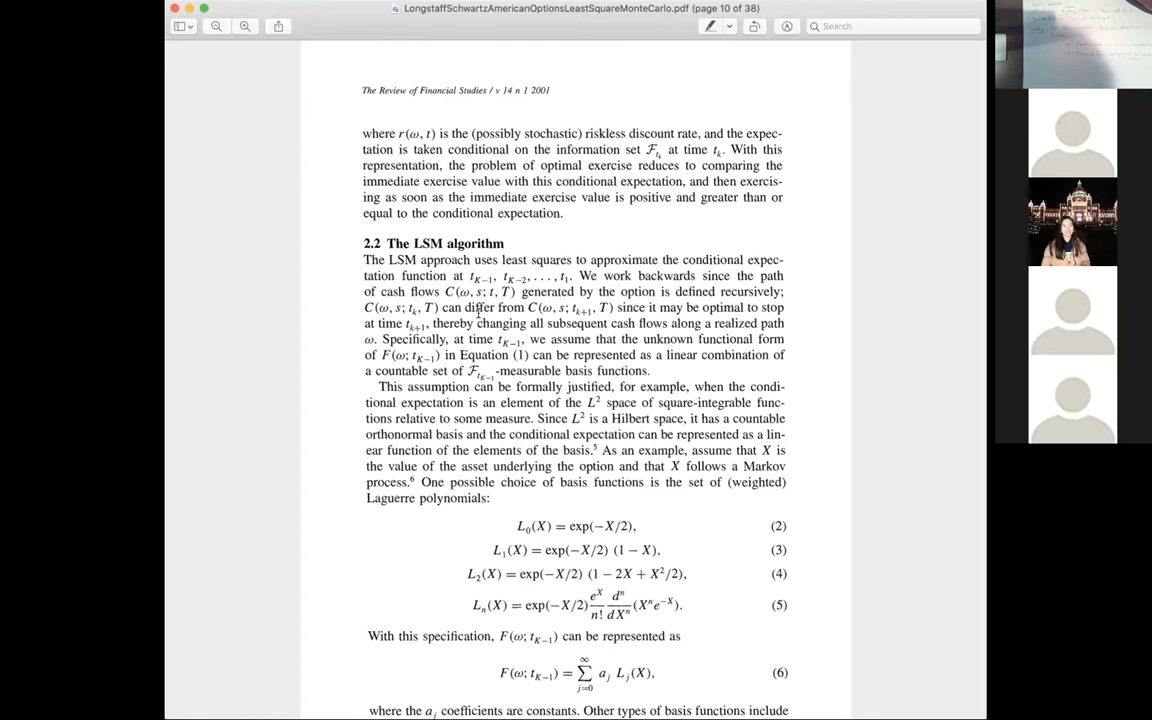 LongstaffSchwartzAmericanOptionsLeastSquareMonteCarlo.pdf (page 10 of 38)
Search
The Review of Financial Studies / v 14 n 1 2001
where r(ω, t) is the (possibly stochastic) riskless discount rate, and the expec-
tation is taken conditional on the information set ℱ_{t_k} at time t_k. With this
representation, the problem of optimal exercise reduces to comparing the
immediate exercise value with this conditional expectation, and then exercis-
ing as soon as the immediate exercise value is positive and greater than or
equal to the conditional expectation.
2.2 The LSM algorithm
The LSM approach uses least squares to approximate the conditional expec-
tation function at t_{K−1}, t_{K−2}, . . . , t_1. We work backwards since the path
of cash flows C(ω, s; t, T) generated by the option is defined recursively;
C(ω, s; t_k, T) can differ from C(ω, s; t_{k+1}, T) since it may be optimal to stop
at time t_{k+1}, thereby changing all subsequent cash flows along a realized path
ω. Specifically, at time t_{K−1}, we assume that the unknown functional form
of F(ω; t_{K−1}) in Equation (1) can be represented as a linear combination of
a countable set of ℱ_{t_{K−1}}-measurable basis functions.
This assumption can be formally justified, for example, when the condi-
tional expectation is an element of the L² space of square-integrable func-
tions relative to some measure. Since L² is a Hilbert space, it has a countable
orthonormal basis and the conditional expectation can be represented as a lin-
ear function of the elements of the basis.⁵ As an example, assume that X is
the value of the asset underlying the option and that X follows a Markov
process.⁶ One possible choice of basis functions is the set of (weighted)
Laguerre polynomials:
L_0(X) = exp(−X/2), (2)
L_1(X) = exp(−X/2) (1 − X), (3)
L_2(X) = exp(−X/2) (1 − 2X + X²/2), (4)
L_n(X) = exp(−X/2) e^X/n! d^n/dX^n (X^n e^{−X}). (5)
With this specification, F(ω; t_{K−1}) can be represented as
F(ω; t_{K−1}) = ∑_{j=0}^{∞} a_j L_j(X), (6)
where the a_j coefficients are constants. Other types of basis functions include